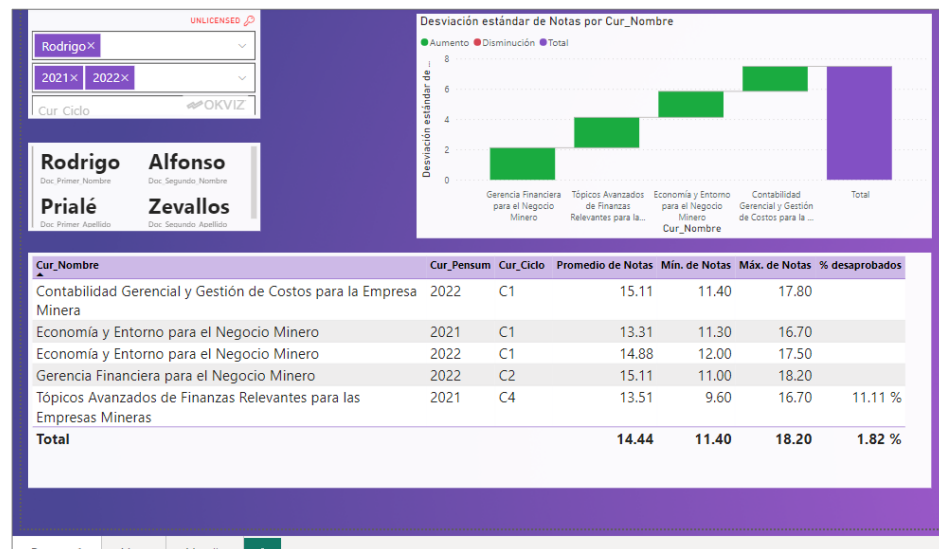 UNLICENSED
Rodrigo×
2021× 2022×
Cur Ciclo
OKVIZ
Rodrigo Alfonso
Doc_Primer_Nombre Doc_Segundo_Nombre
Prialé Zevallos
Doc Primer Apellido Doc Segundo Apellido
Desviación estándar de Notas por Cur_Nombre
Aumento Disminución Total
Desviación estándar de ...
8
6
4
2
0
Gerencia Financiera
para el Negocio
Minero
Tópicos Avanzados
de Finanzas
Relevantes para la...
Economía y Entorno
para el Negocio
Minero
Contabilidad
Gerencial y Gestión
de Costos para la ...
Total
Cur_Nombre
Cur_Nombre Cur_Pensum Cur_Ciclo Promedio de Notas Mín. de Notas Máx. de Notas % desaprobados
Contabilidad Gerencial y Gestión de Costos para la Empresa 2022 C1 15.11 11.40 17.80
Minera
Economía y Entorno para el Negocio Minero 2021 C1 13.31 11.30 16.70
Economía y Entorno para el Negocio Minero 2022 C1 14.88 12.00 17.50
Gerencia Financiera para el Negocio Minero 2022 C2 15.11 11.00 18.20
Tópicos Avanzados de Finanzas Relevantes para las 2021 C4 13.51 9.60 16.70 11.11 %
Empresas Mineras
Total 14.44 11.40 18.20 1.82 %